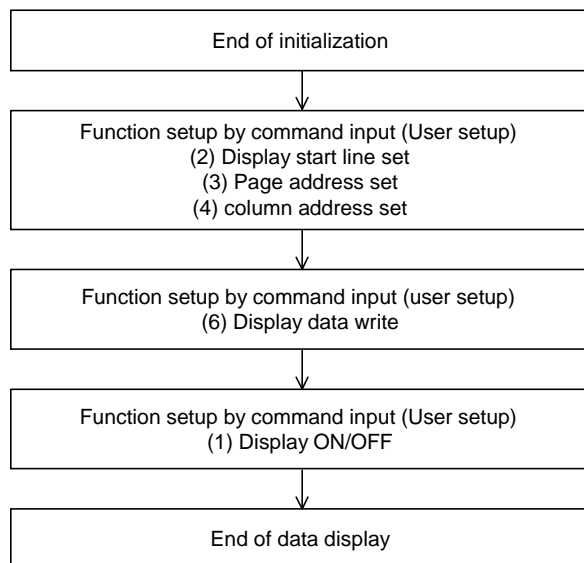 End of initialization
Function setup by command input (User setup)
(2) Display start line set
(3) Page address set
(4) column address set
Function setup by command input (user setup)
(6) Display data write
Function setup by command input (User setup)
(1) Display ON/OFF
End of data display